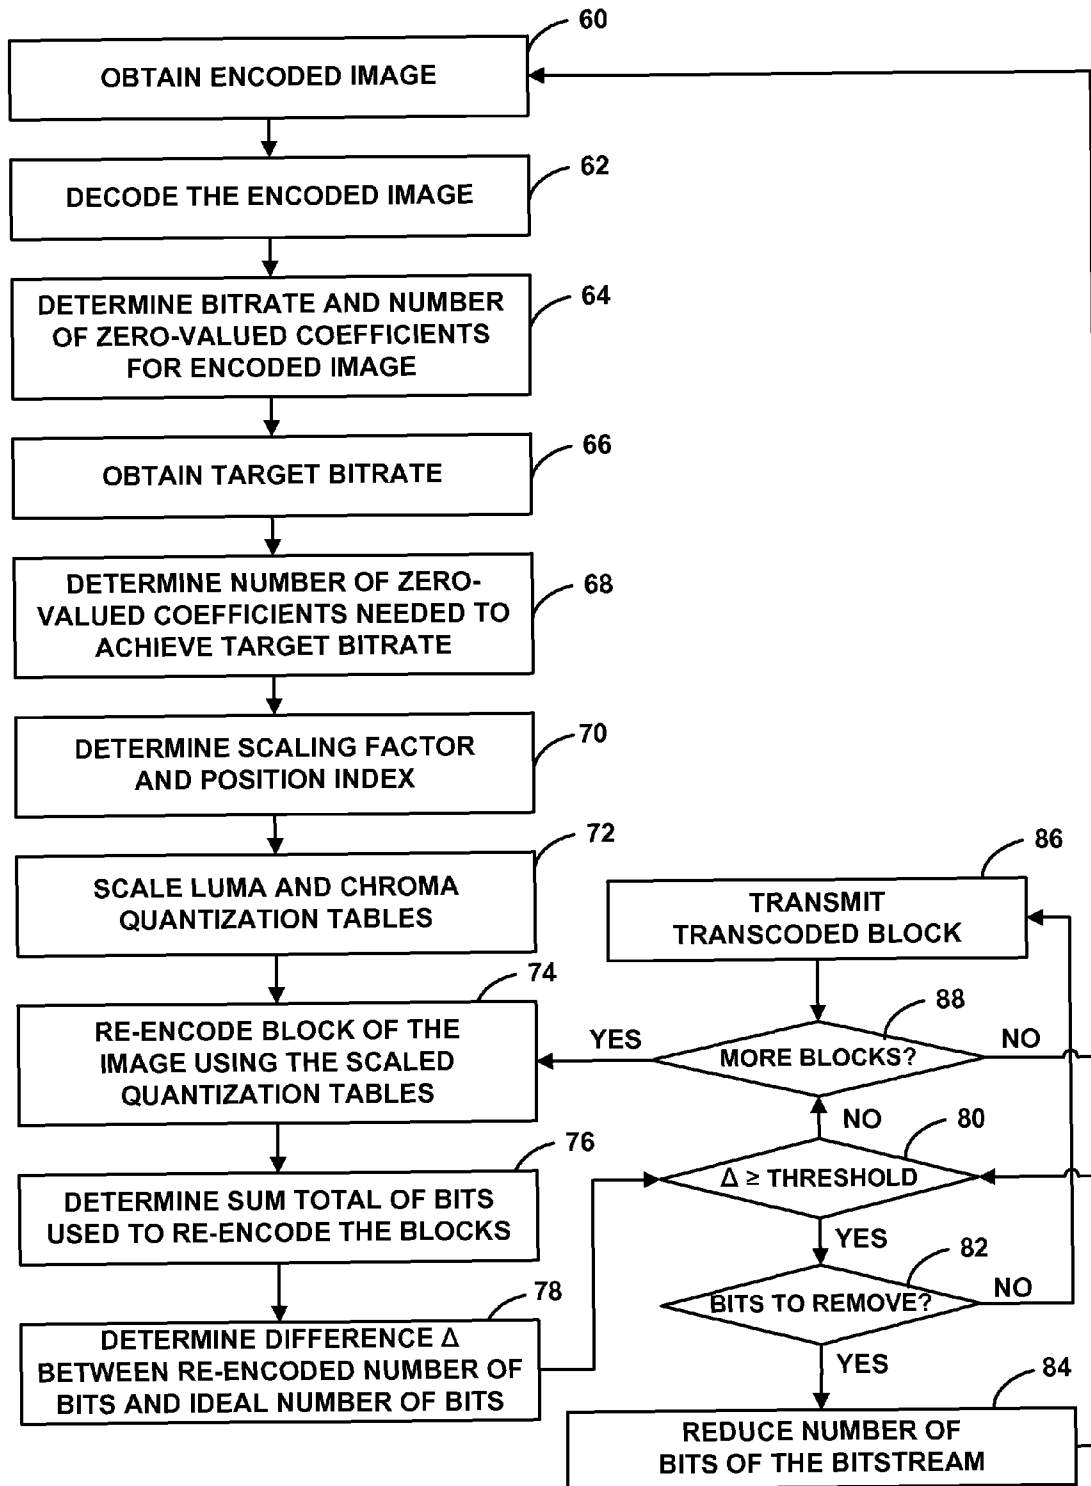 60
OBTAIN ENCODED IMAGE
62
DECODE THE ENCODED IMAGE
64
DETERMINE BITRATE AND NUMBER
OF ZERO-VALUED COEFFICIENTS
FOR ENCODED IMAGE
66
OBTAIN TARGET BITRATE
68
DETERMINE NUMBER OF ZERO-
VALUED COEFFICIENTS NEEDED TO
ACHIEVE TARGET BITRATE
70
DETERMINE SCALING FACTOR
AND POSITION INDEX
72
SCALE LUMA AND CHROMA
QUANTIZATION TABLES
74
RE-ENCODE BLOCK OF THE
IMAGE USING THE SCALED
QUANTIZATION TABLES
76
DETERMINE SUM TOTAL OF BITS
USED TO RE-ENCODE THE BLOCKS
78
DETERMINE DIFFERENCE Δ
BETWEEN RE-ENCODED NUMBER OF
BITS AND IDEAL NUMBER OF BITS
86
TRANSMIT
TRANSCODED BLOCK
88
YES
MORE BLOCKS?
NO
NO
80
Δ ≥ THRESHOLD
YES
82
BITS TO REMOVE?
NO
YES
84
REDUCE NUMBER OF
BITS OF THE BITSTREAM